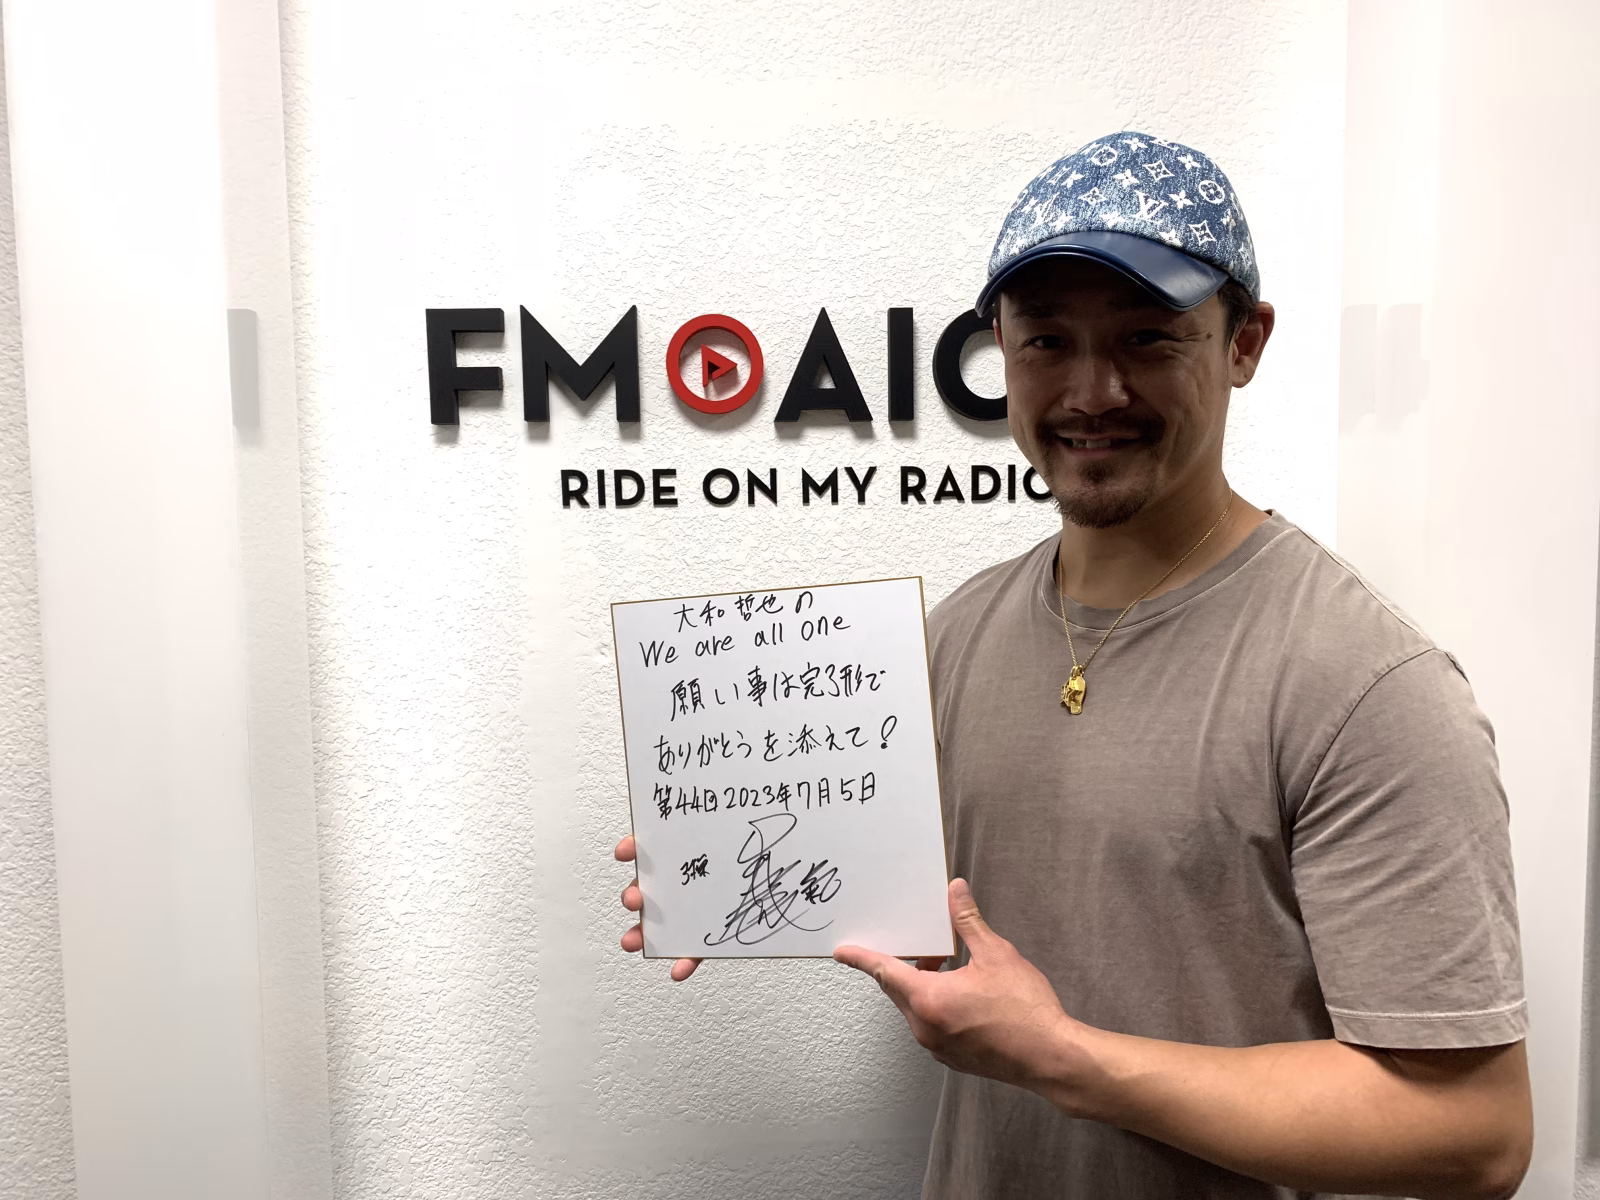 FM AIC
RIDE ON MY RADIO
大和哲也の
We are all one
願い事は完了形で
ありがとうを添えて!
第44回2023年7月5日